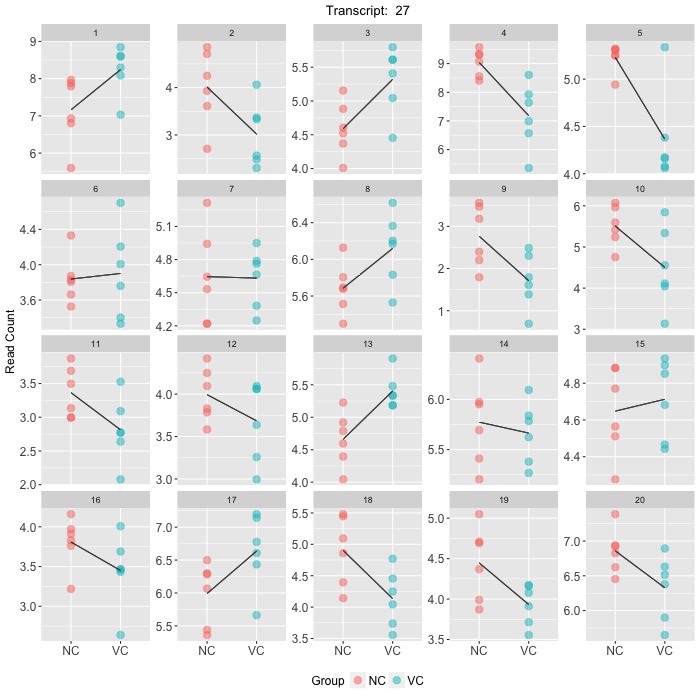 Transcript: 27
Read Count
1 2 3 4 5
9 8 7 6
4 3
5.5 5.0 4.5 4.0
9 8 7 6
5.0 4.5 4.0
6 7 8 9 10
4.4 4.0 3.6
5.1 4.8 4.5 4.2
6.4 6.0 5.6
3 2 1
6 5 4 3
11 12 13 14 15
3.5 3.0 2.5 2.0
4.0 3.5 3.0
5.5 5.0 4.5 4.0
6.0 5.5
4.8 4.6 4.4
16 17 18 19 20
4.0 3.5 3.0
7.0 6.5 6.0 5.5
5.5 5.0 4.5 4.0 3.5
5.0 4.5 4.0 3.5
7.0 6.5 6.0
NC VC NC VC NC VC NC VC NC VC
Group NC VC